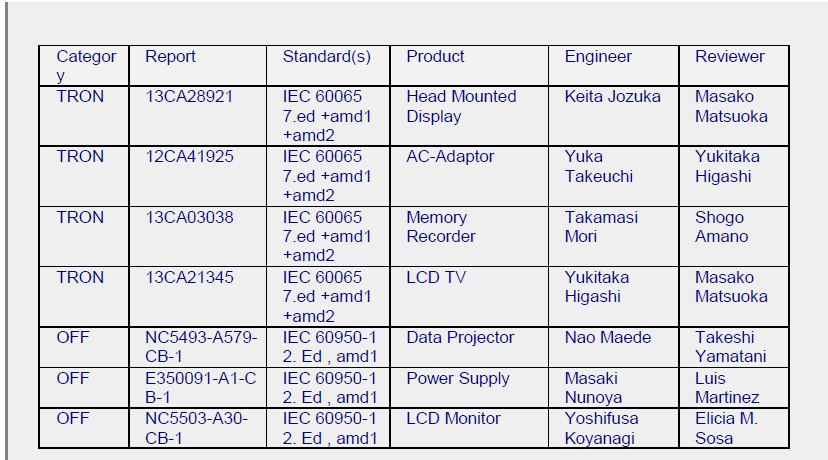 Category Report Standard(s) Product Engineer Reviewer
TRON 13CA28921 IEC 60065 7.ed +amd1 +amd2 Head Mounted Display Keita Jozuka Masako Matsuoka
TRON 12CA41925 IEC 60065 7.ed +amd1 +amd2 AC-Adaptor Yuka Takeuchi Yukitaka Higashi
TRON 13CA03038 IEC 60065 7.ed +amd1 +amd2 Memory Recorder Takamasi Mori Shogo Amano
TRON 13CA21345 IEC 60065 7.ed +amd1 +amd2 LCD TV Yukitaka Higashi Masako Matsuoka
OFF NC5493-A579-CB-1 IEC 60950-1 2. Ed , amd1 Data Projector Nao Maede Takeshi Yamatani
OFF E350091-A1-CB-1 IEC 60950-1 2. Ed , amd1 Power Supply Masaki Nunoya Luis Martinez
OFF NC5503-A30-CB-1 IEC 60950-1 2. Ed , amd1 LCD Monitor Yoshifusa Koyanagi Elicia M. Sosa